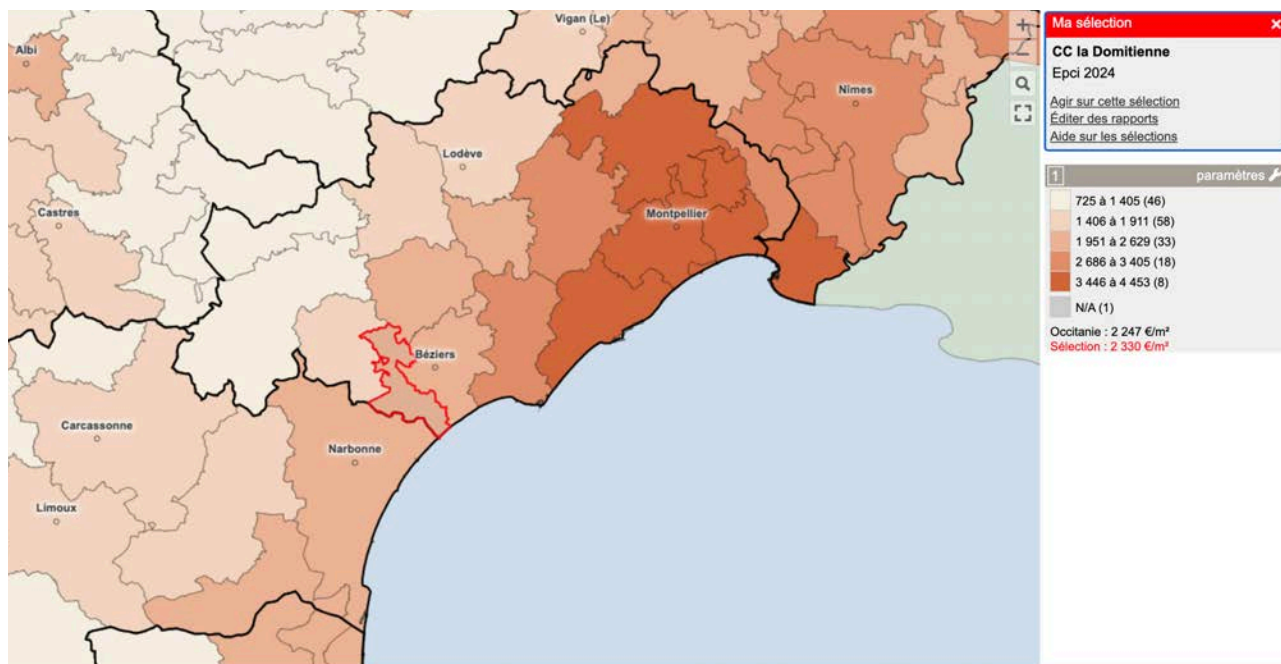 Vigan (Le)
Albi
Nîmes
Lodève
Castres
Montpellier
Béziers
Carcassonne
Narbonne
Limoux
Ma sélection
CC la Domitienne
Epci 2024
Agir sur cette sélection
Éditer des rapports
Aide sur les sélections
1 paramètres
725 à 1 405 (46)
1 406 à 1 911 (58)
1 951 à 2 629 (33)
2 686 à 3 405 (18)
3 446 à 4 453 (8)
N/A (1)
Occitanie : 2 247 €/m²
Sélection : 2 330 €/m²